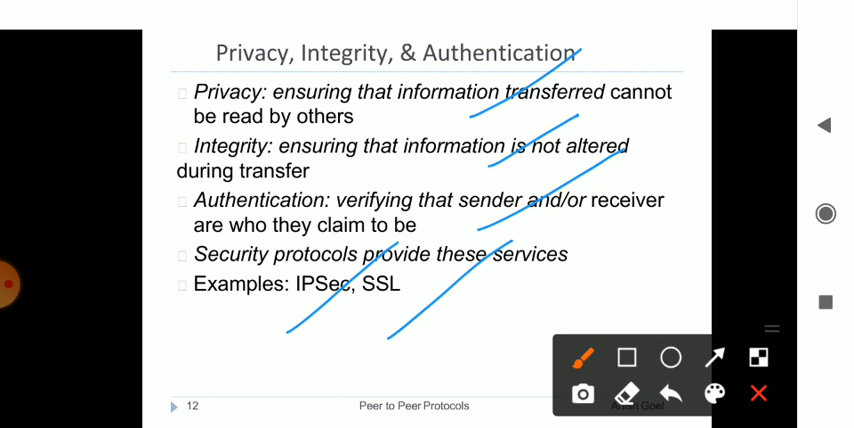 Privacy, Integrity, & Authentication
Privacy: ensuring that information transferred cannot
be read by others
Integrity: ensuring that information is not altered
during transfer
Authentication: verifying that sender and/or receiver
are who they claim to be
Security protocols provide these services
Examples: IPSec, SSL
12 Peer to Peer Protocols Anish Goel